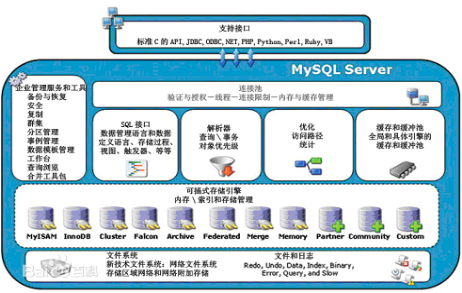 支持接口
标准 C 的 API, JDBC, ODBC, NET, PHP, Python, Perl, Ruby, VB
MySQL Server
企业管理服务和工具
备份与恢复
安全
复制
群集
分区管理
事例管理
数据模板管理
工作台
查询浏览
合并工具包
连接池
验证与授权－线程－连接限制－内存与缓存管理
SQL 接口
数据管理语言和数据
定义语言、存储过程、
视图、触发器、等等
解析器
查询\事务
对象优先级
优化
访问路径
统计
缓存和缓冲池
全局和具体引擎的
缓存和缓冲池
可插式存储引擎
内存\索引和存储管理
MyISAM InnoDB Cluster Falcon Archive Federated Merge Memory Partner Community Custom
文件系统
新技术文件系统：网络文件系统
存储区域网络和网络附加存储
文件和日志
Redo, Undo, Data, Index, Binary,
Error, Query, and Slow
Bai 百科